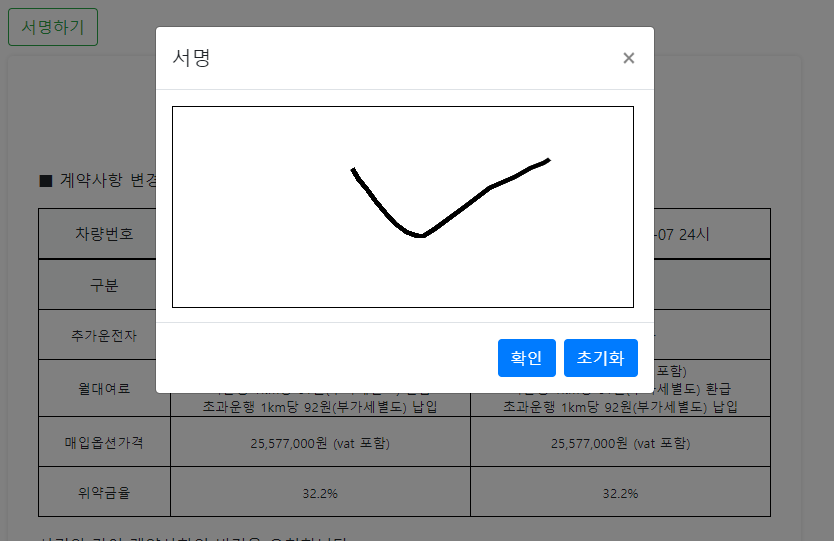 서명하기
서명
×
■ 계약사항 변경
차량번호
-07 24시
구분
추가운전자
포함)
월대여료
세별도) 환급
초과운행 1km당 92원(부가세별도) 납입
초과운행 1km당 92원(부가세별도) 납입
확인
초기화
매입옵션가격
25,577,000원 (vat 포함)
25,577,000원 (vat 포함)
위약금율
32.2%
32.2%